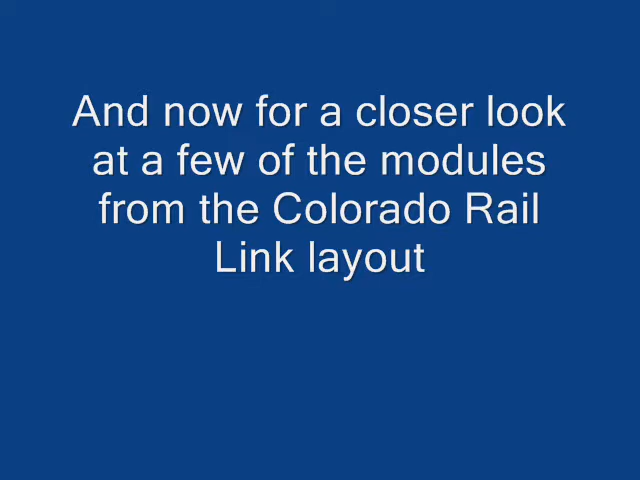 And now for a closer look
at a few of the modules
from the Colorado Rail
Link layout